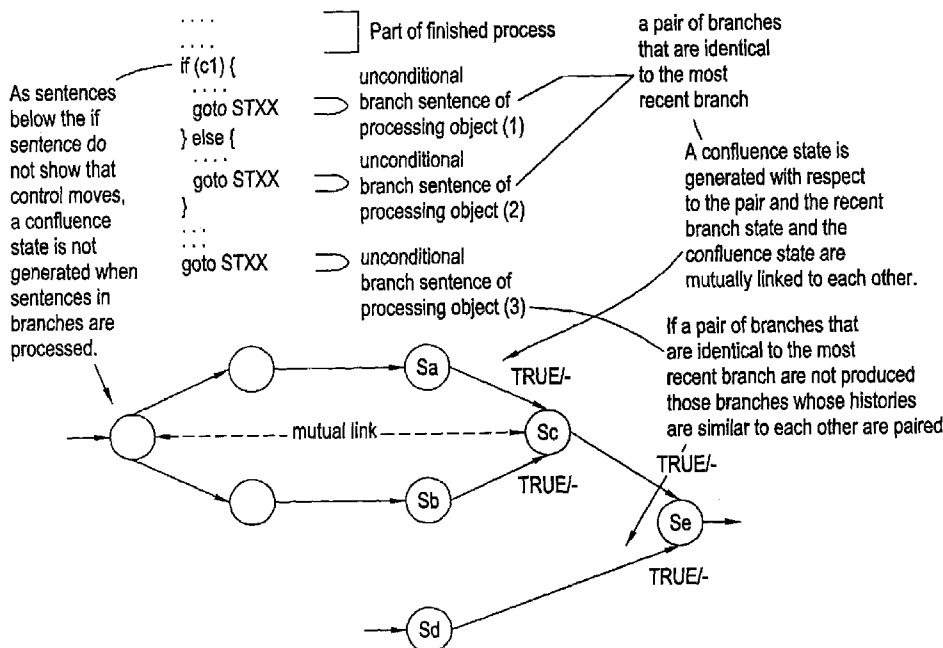 . . . .
. . . .
Part of finished process
if (c1) {
. . . .
goto STXX
} else {
. . . .
goto STXX
}
. . .
. . .
goto STXX
unconditional
branch sentence of
processing object (1)
unconditional
branch sentence of
processing object (2)
unconditional
branch sentence of
processing object (3)
a pair of branches
that are identical
to the most
recent branch
As sentences
below the if
sentence do
not show that
control moves,
a confluence
state is not
generated when
sentences in
branches are
processed.
A confluence state is
generated with respect
to the pair and the recent
branch state and the
confluence state are
mutually linked to each other.
If a pair of branches that
are identical to the most
recent branch are not produced
those branches whose histories
are similar to each other are paired
Sa
TRUE/-
mutual link
Sc
TRUE/-
Sb
TRUE/-
Se
TRUE/-
Sd